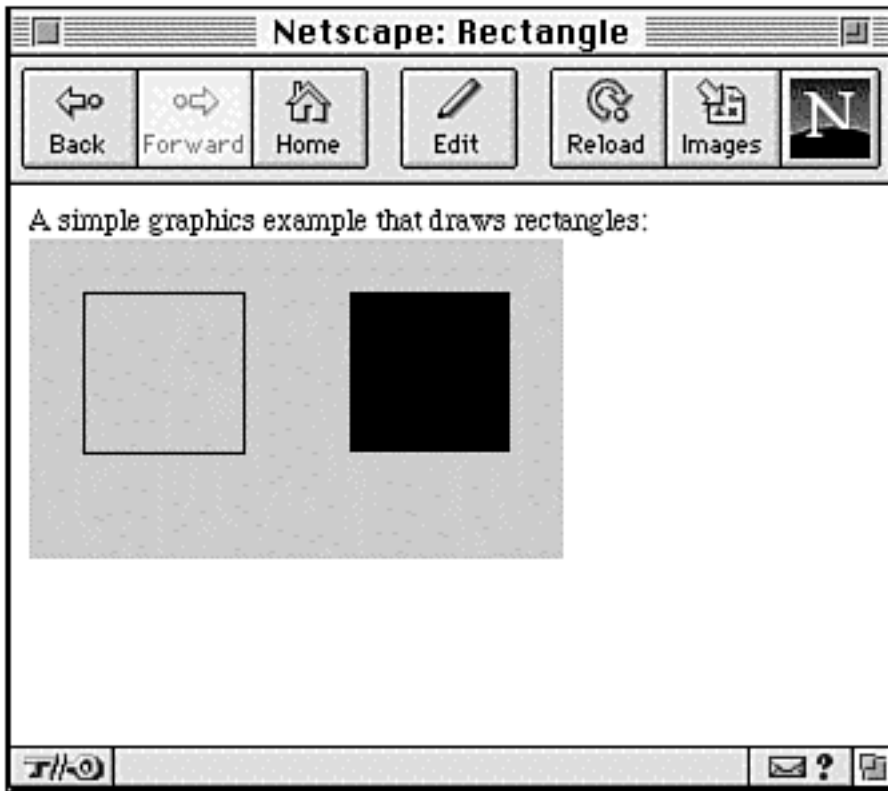 Netscape: Rectangle
Back Forward Home Edit Reload Images N
A simple graphics example that draws rectangles:
?